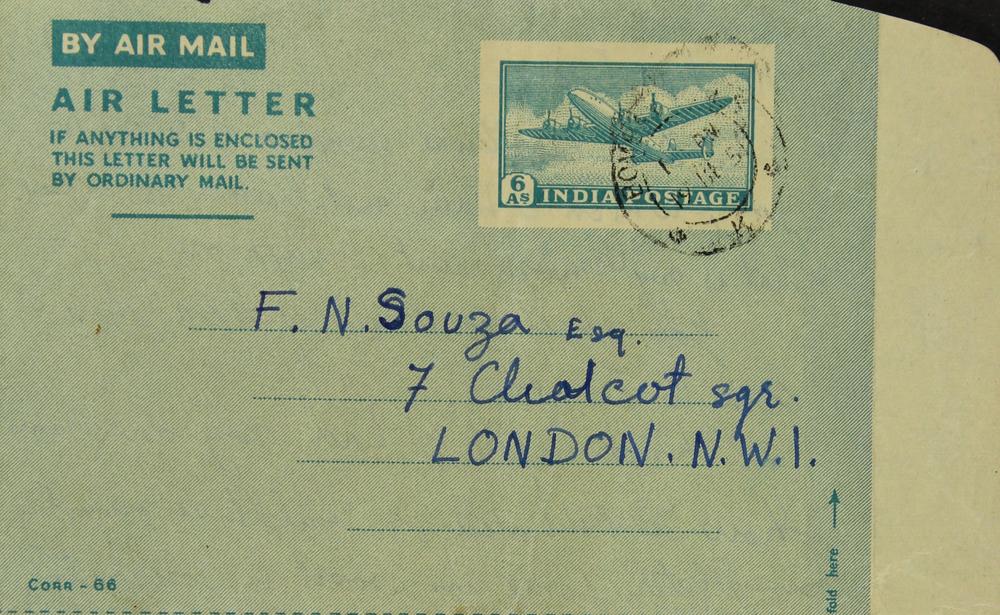 BY AIR MAIL
AIR LETTER
IF ANYTHING IS ENCLOSED
THIS LETTER WILL BE SENT
BY ORDINARY MAIL.
6
AS
INDIA POSTAGE
F. N. Souza Esq.
7 Chalcot sqr.
LONDON. N.W.1.
fold here
CORR - 66